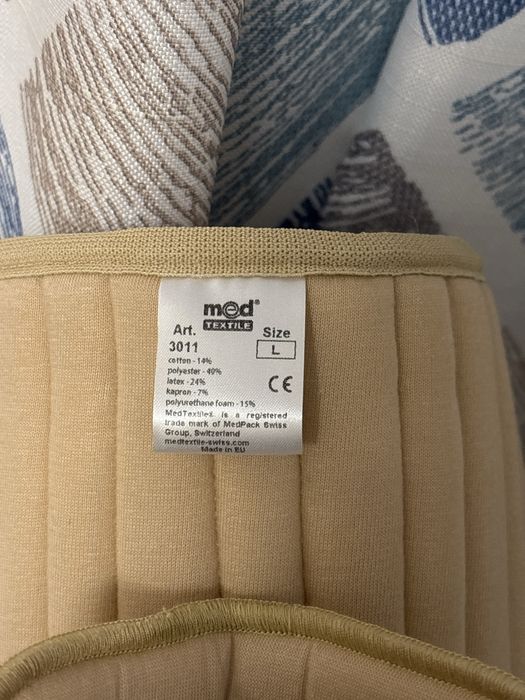 med®
TEXTILE
Art. Size
3011 L
cotton - 14%
polyester - 40%
latex - 24%
kapron - 7%
CE
polyurethane foam - 15%
MedTextile® is a registered
trade mark of MedPack Swiss
Group, Switzerland
medtextile-swiss.com
Made in EU